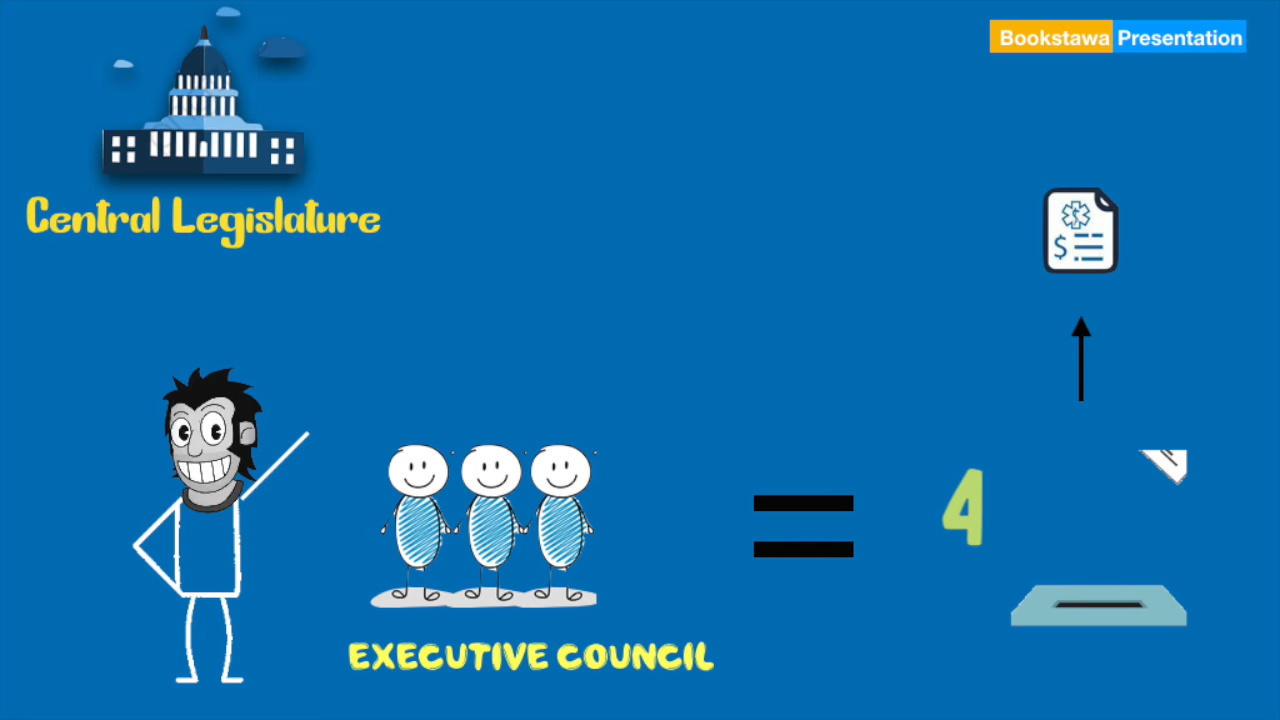 Bookstawa Presentation
Central Legislature
$
4
EXECUTIVE COUNCIL